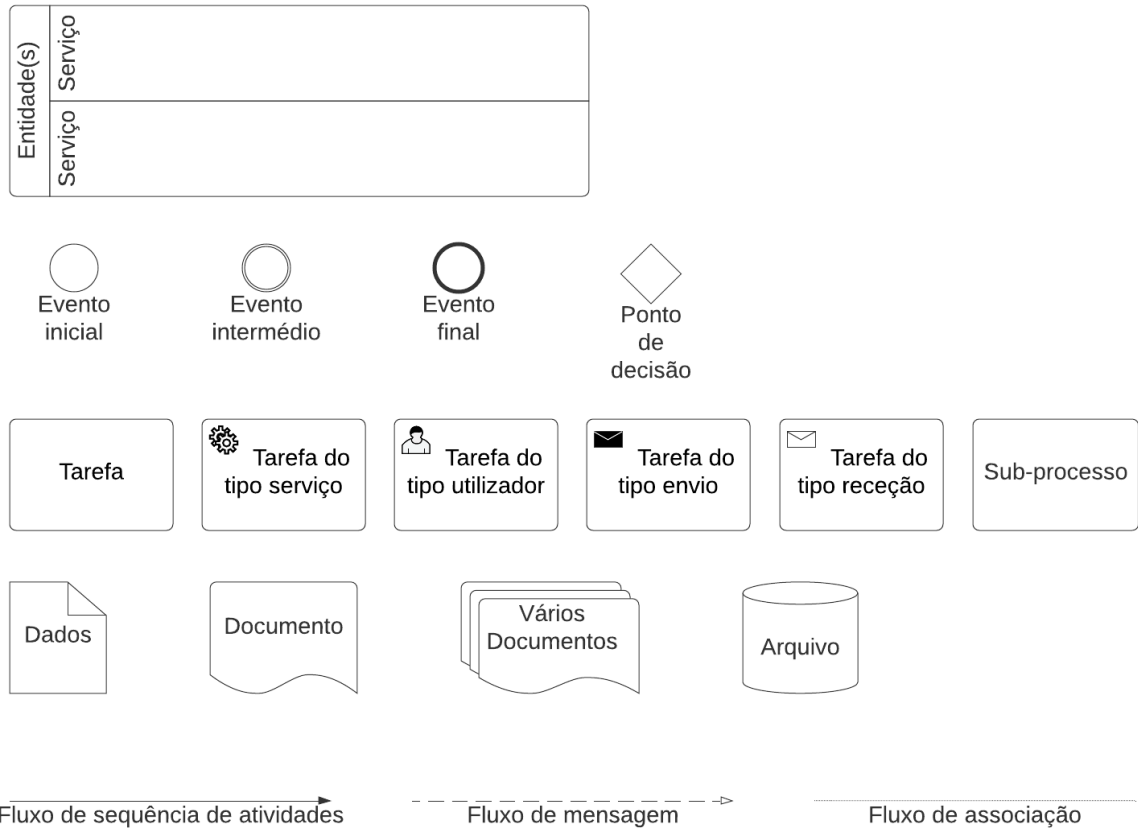 Entidade(s)
Serviço
Serviço
Evento
inicial
Evento
intermédio
Evento
final
Ponto
de
decisão
Tarefa
Tarefa do
tipo serviço
Tarefa do
tipo utilizador
Tarefa do
tipo envio
Tarefa do
tipo receção
Sub-processo
Dados
Documento
Vários
Documentos
Arquivo
Fluxo de sequência de atividades
Fluxo de mensagem
Fluxo de associação